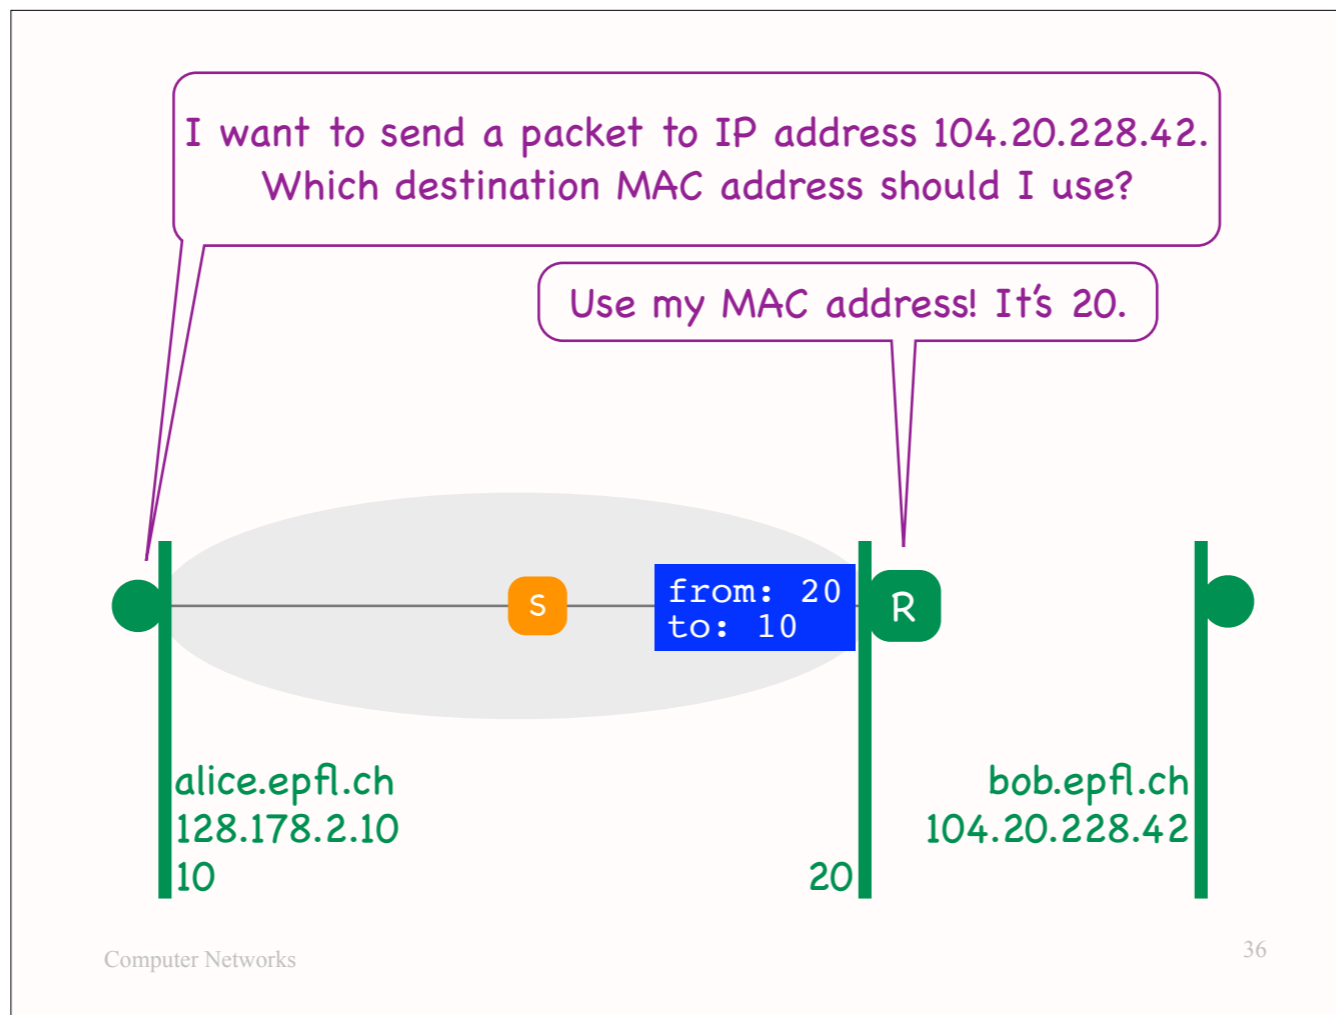 I want to send a packet to IP address 104.20.228.42.
Which destination MAC address should I use?
Use my MAC address! It's 20.
S
from: 20
to: 10
R
alice.epfl.ch
128.178.2.10
10
20
bob.epfl.ch
104.20.228.42
Computer Networks
36